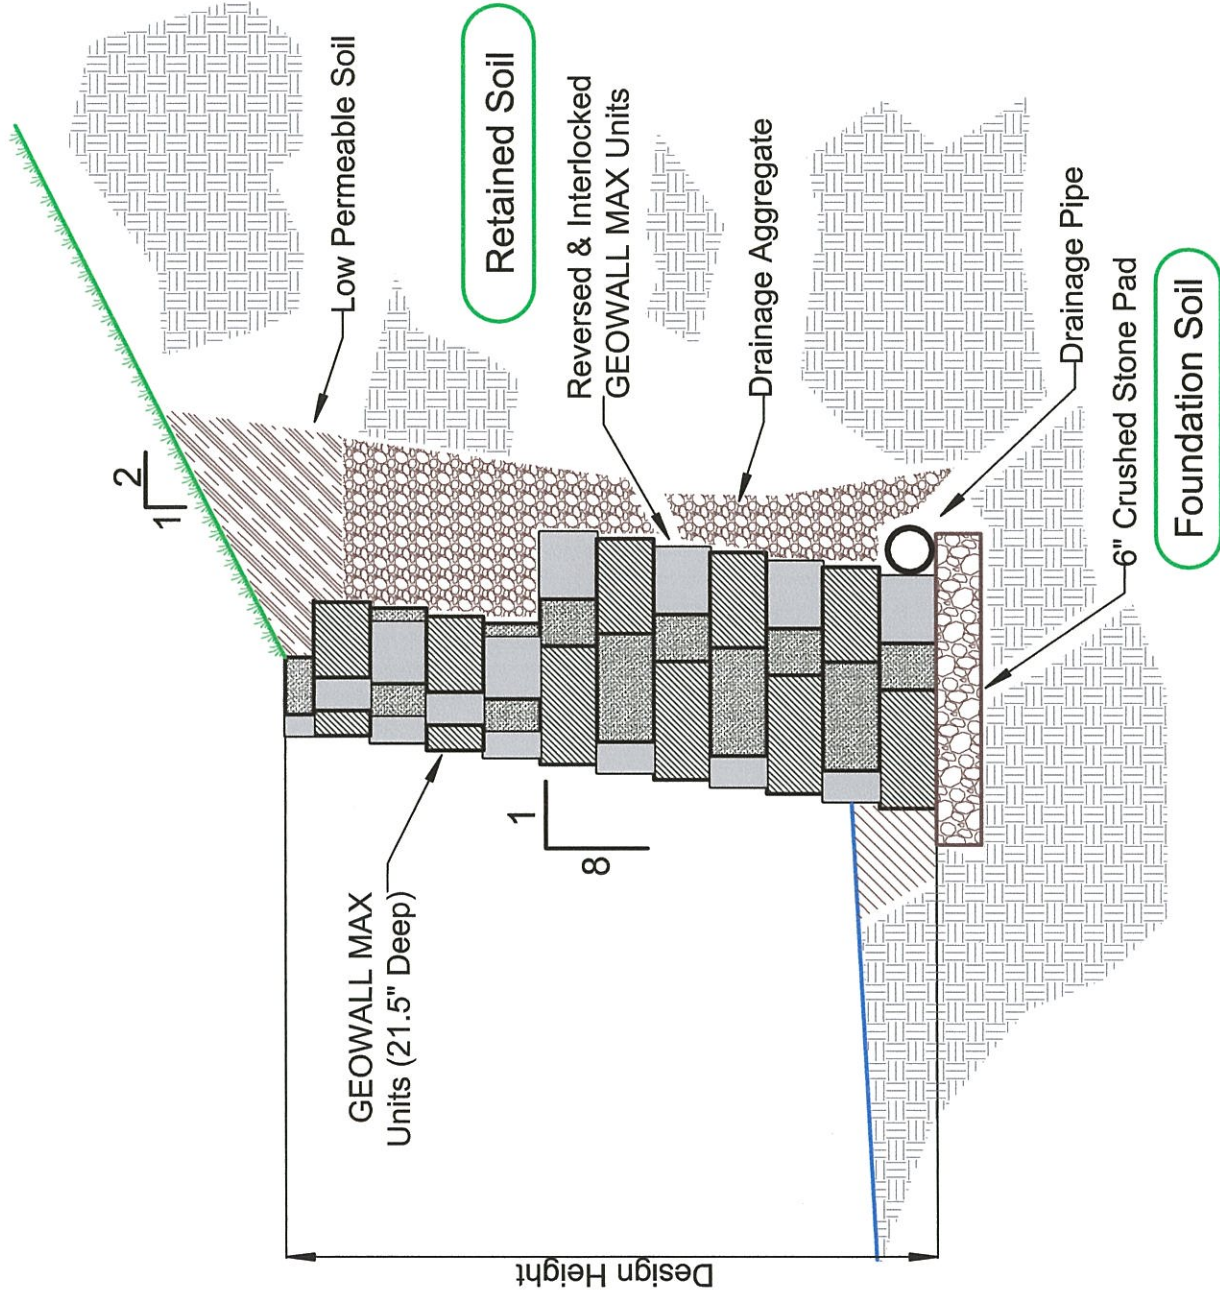 2
1
Low Permeable Soil
Retained Soil
Reversed & Interlocked
GEOWALL MAX Units
GEOWALL MAX
Units (21.5" Deep)
1
8
Drainage Aggregate
Drainage Pipe
6" Crushed Stone Pad
Foundation Soil
Design Height